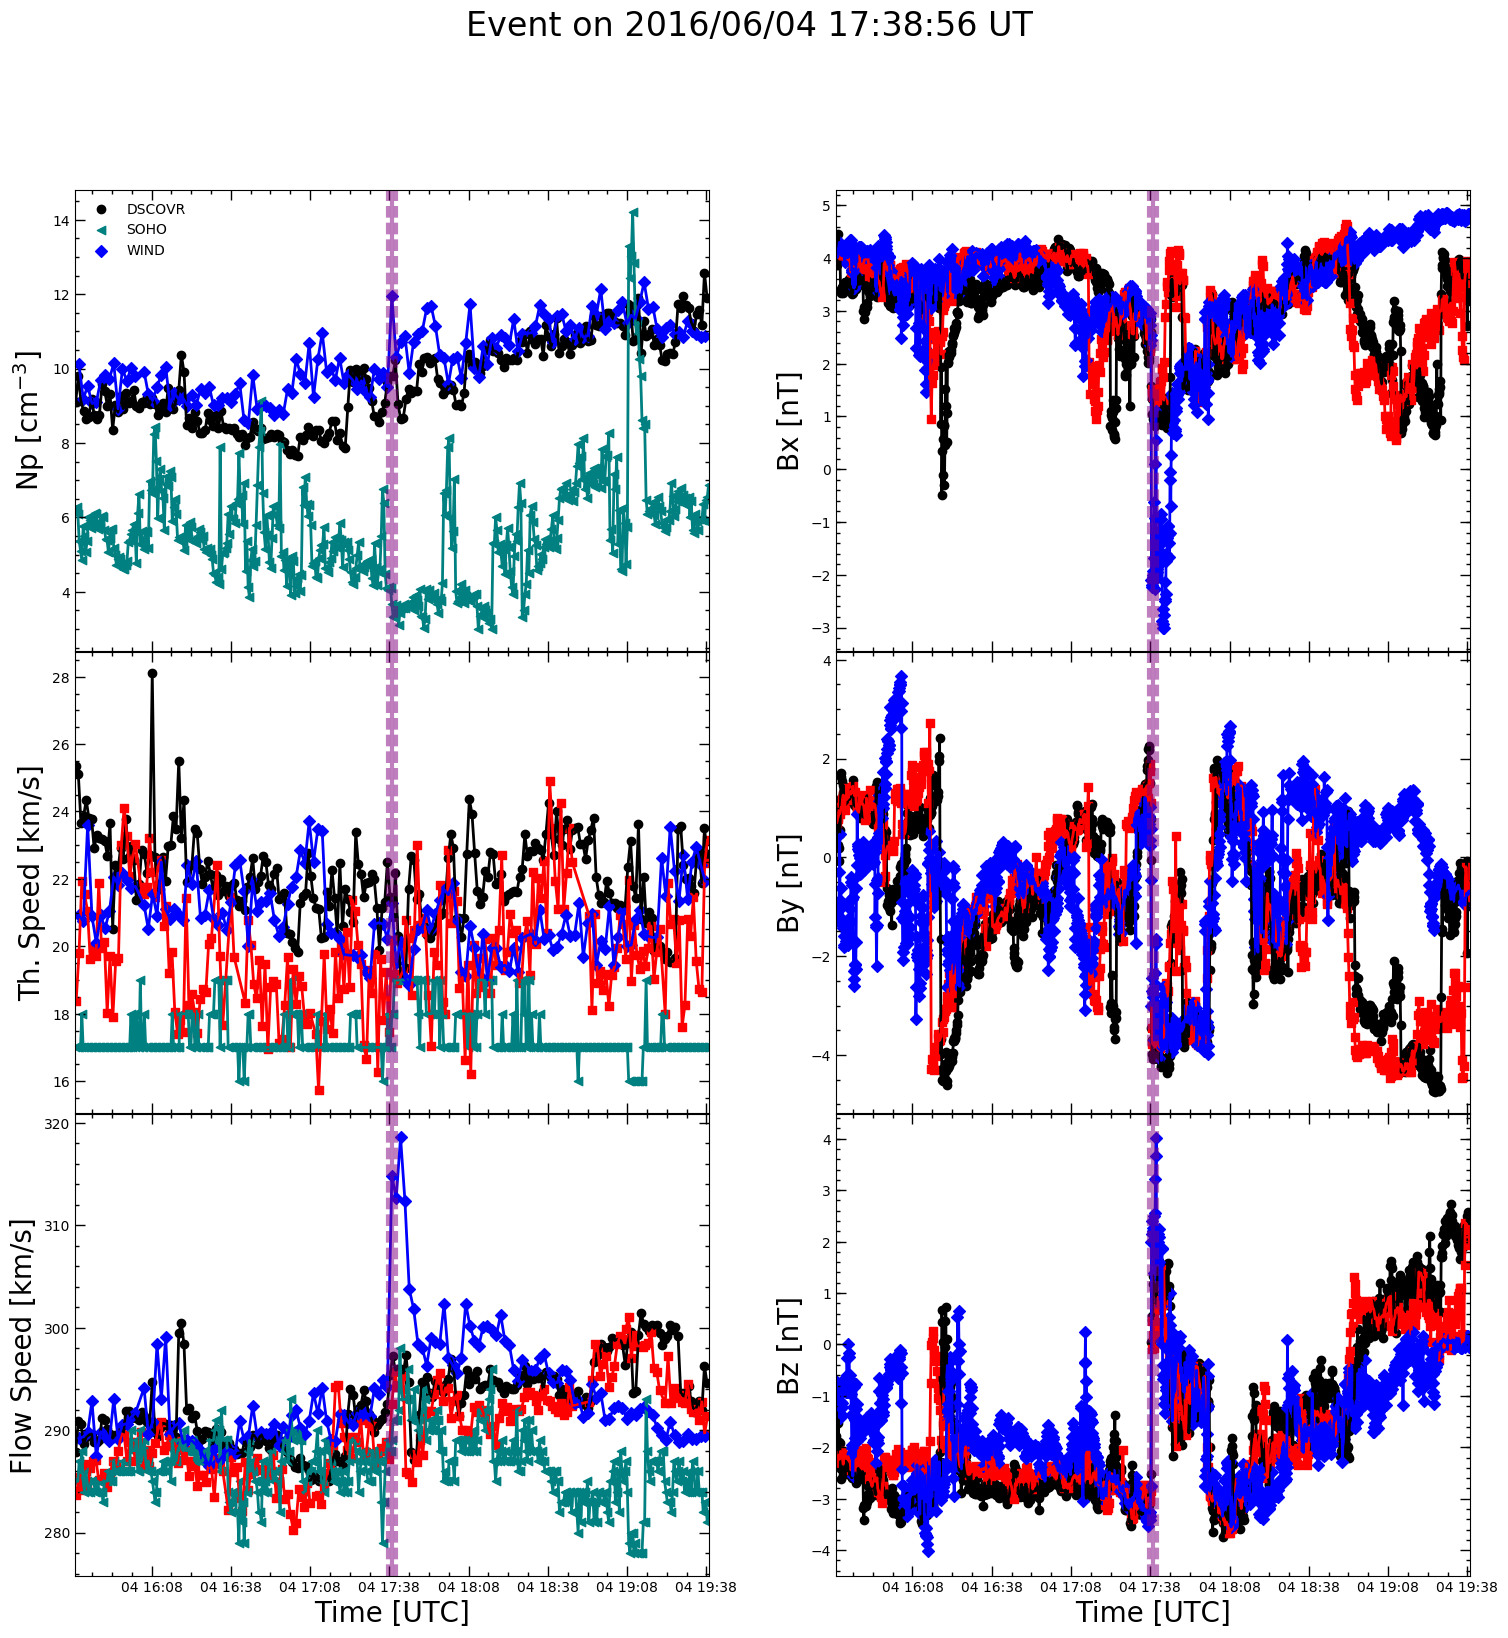 Event on 2016/06/04 17:38:56 UT
DSCOVR
SOHO
WIND
Np [cm⁻³]
14
12
10
8
6
4
Bx [nT]
5
4
3
2
1
0
−1
−2
−3
Th. Speed [km/s]
28
26
24
22
20
18
16
By [nT]
4
2
0
−2
−4
Flow Speed [km/s]
320
310
300
290
280
Bz [nT]
4
3
2
1
0
−1
−2
−3
−4
04 16:08 04 16:38 04 17:08 04 17:38 04 18:08 04 18:38 04 19:08 04 19:38
Time [UTC]
04 16:08 04 16:38 04 17:08 04 17:38 04 18:08 04 18:38 04 19:08 04 19:38
Time [UTC]